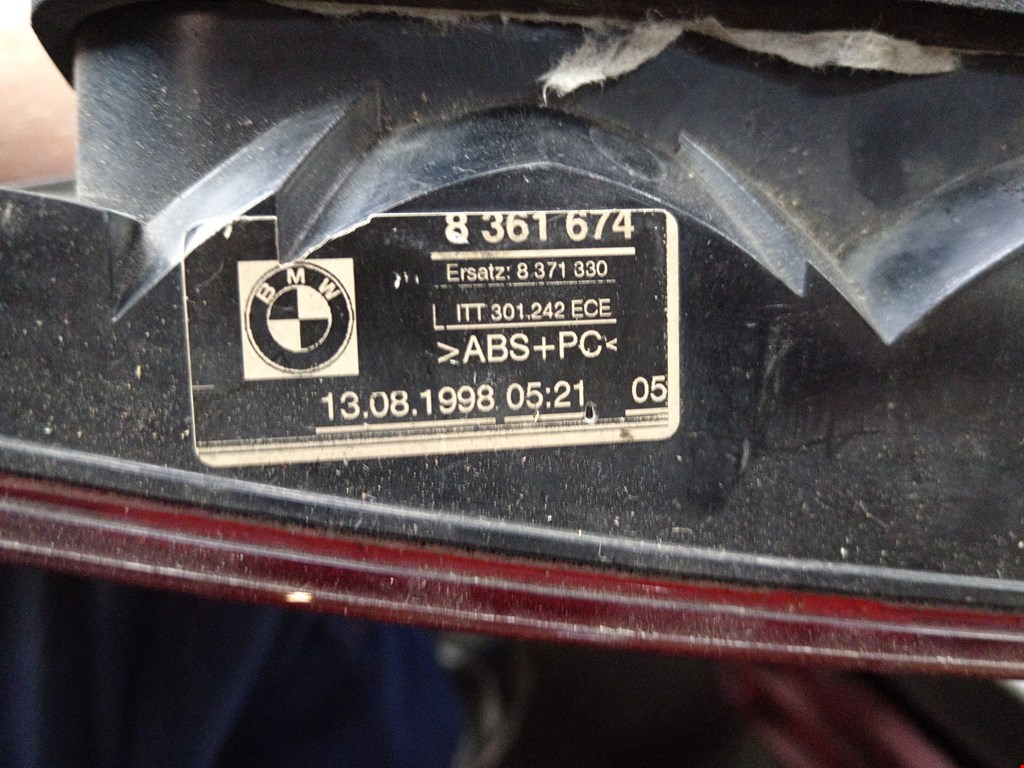 8 361 674
Ersatz: 8 371 330
BMW
ITT 301.242 ECE
>ABS+PC<
13.08.1998 05:21 05